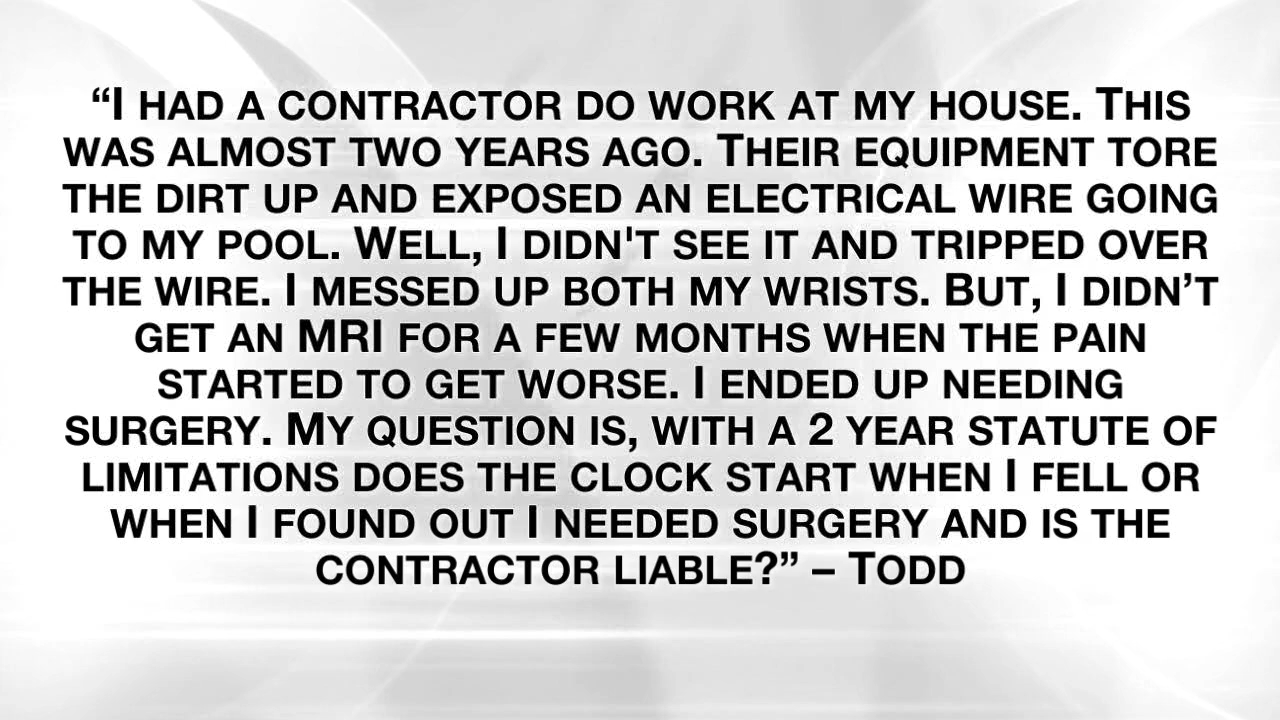 “I HAD A CONTRACTOR DO WORK AT MY HOUSE. THIS
WAS ALMOST TWO YEARS AGO. THEIR EQUIPMENT TORE
THE DIRT UP AND EXPOSED AN ELECTRICAL WIRE GOING
TO MY POOL. WELL, I DIDN'T SEE IT AND TRIPPED OVER
THE WIRE. I MESSED UP BOTH MY WRISTS. BUT, I DIDN’T
GET AN MRI FOR A FEW MONTHS WHEN THE PAIN
STARTED TO GET WORSE. I ENDED UP NEEDING
SURGERY. MY QUESTION IS, WITH A 2 YEAR STATUTE OF
LIMITATIONS DOES THE CLOCK START WHEN I FELL OR
WHEN I FOUND OUT I NEEDED SURGERY AND IS THE
CONTRACTOR LIABLE?” – TODD